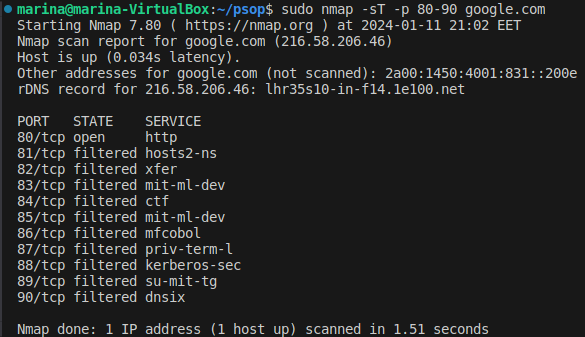 marina@marina-VirtualBox:~/psop$ sudo nmap -sT -p 80-90 google.com
Starting Nmap 7.80 ( https://nmap.org ) at 2024-01-11 21:02 EET
Nmap scan report for google.com (216.58.206.46)
Host is up (0.034s latency).
Other addresses for google.com (not scanned): 2a00:1450:4001:831::200e
rDNS record for 216.58.206.46: lhr35s10-in-f14.1e100.net

PORT   STATE    SERVICE
80/tcp open     http
81/tcp filtered hosts2-ns
82/tcp filtered xfer
83/tcp filtered mit-ml-dev
84/tcp filtered ctf
85/tcp filtered mit-ml-dev
86/tcp filtered mfcobol
87/tcp filtered priv-term-l
88/tcp filtered kerberos-sec
89/tcp filtered su-mit-tg
90/tcp filtered dnsix

Nmap done: 1 IP address (1 host up) scanned in 1.51 seconds